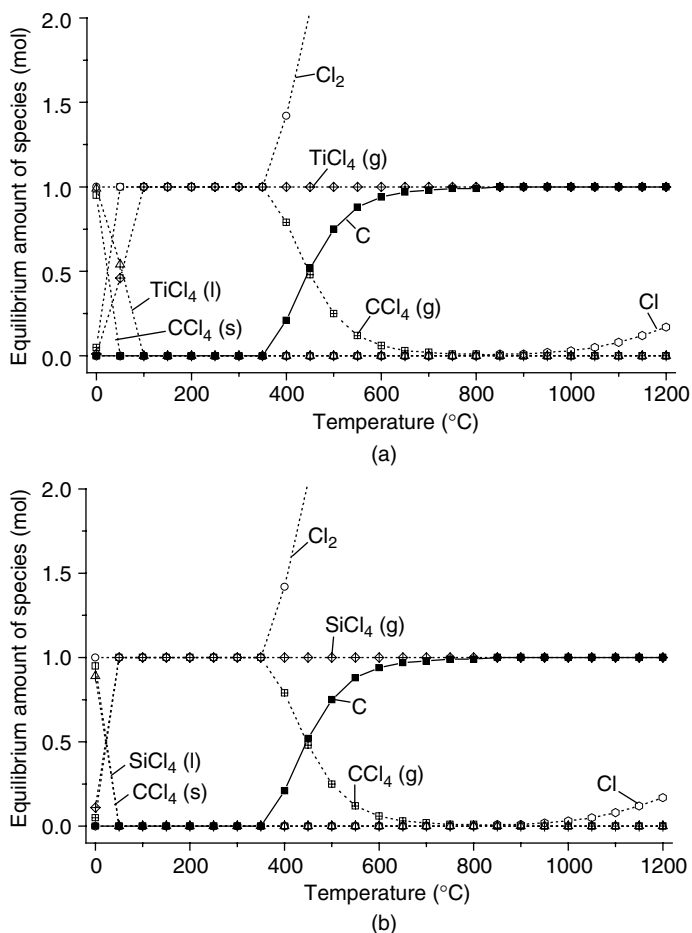 2.0
Cl2
1.5
TiCl4 (g)
1.0
C
0.5
TiCl4 (l)
CCl4 (g)
CCl4 (s)
Cl
0.0
0 200 400 600 800 1000 1200
Equilibrium amount of species (mol)
Temperature (°C)
(a)
2.0
Cl2
1.5
SiCl4 (g)
1.0
C
0.5
SiCl4 (l)
CCl4 (g)
CCl4 (s)
Cl
0.0
0 200 400 600 800 1000 1200
Equilibrium amount of species (mol)
Temperature (°C)
(b)